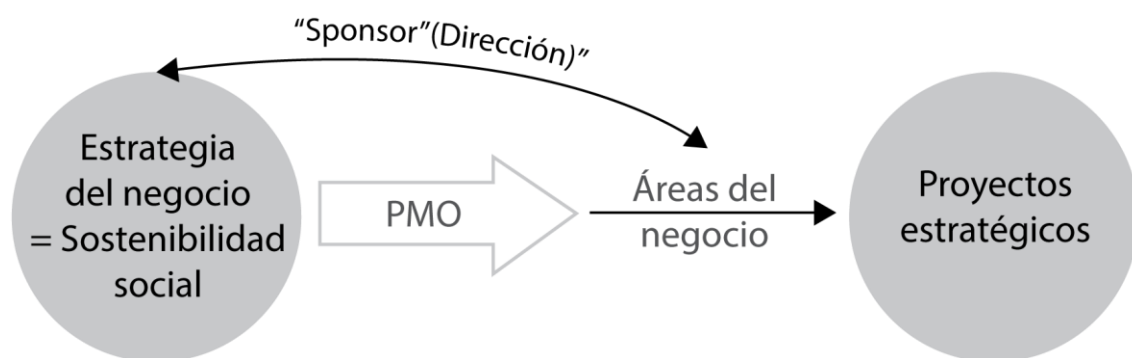 “Sponsor”(Dirección)”
Estrategia
del negocio
= Sostenibilidad
social
PMO
Áreas del
negocio
Proyectos
estratégicos